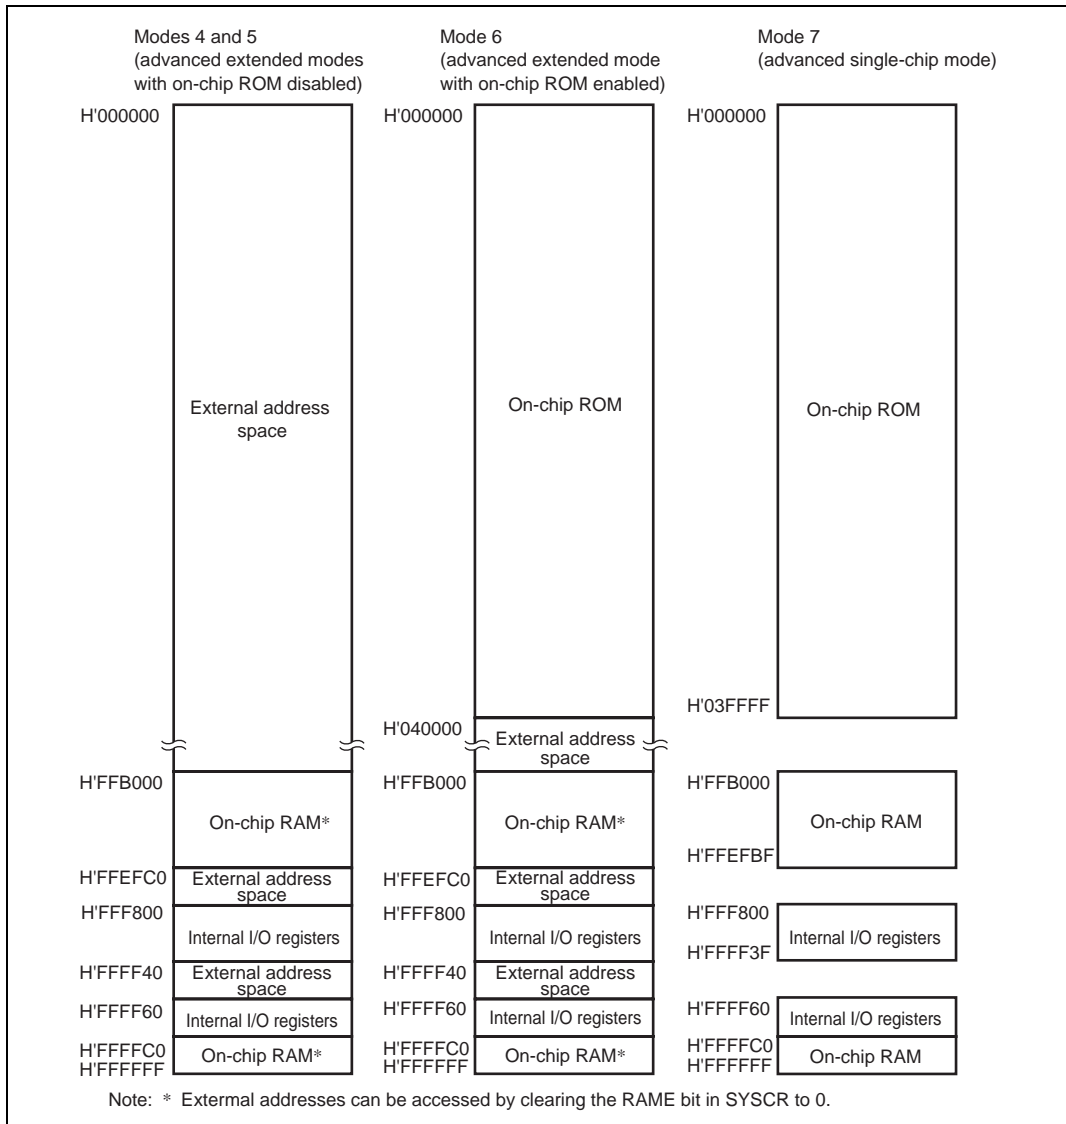 Modes 4 and 5
(advanced extended modes
with on-chip ROM disabled)
H'000000
External address
space
H'FFB000
On-chip RAM*
H'FFEFC0
External address
space
H'FFF800
Internal I/O registers
H'FFFF40
External address
space
H'FFFF60
Internal I/O registers
H'FFFFC0
On-chip RAM*
H'FFFFFF
Mode 6
(advanced extended mode
with on-chip ROM enabled)
H'000000
On-chip ROM
H'040000
External address
space
H'FFB000
On-chip RAM*
H'FFEFC0
External address
space
H'FFF800
Internal I/O registers
H'FFFF40
External address
space
H'FFFF60
Internal I/O registers
H'FFFFC0
On-chip RAM*
H'FFFFFF
Mode 7
(advanced single-chip mode)
H'000000
On-chip ROM
H'03FFFF
H'FFB000
On-chip RAM
H'FFEFBF
H'FFF800
Internal I/O registers
H'FFFF3F
H'FFFF60
Internal I/O registers
H'FFFFC0
On-chip RAM
H'FFFFFF
Note: * Extermal addresses can be accessed by clearing the RAME bit in SYSCR to 0.